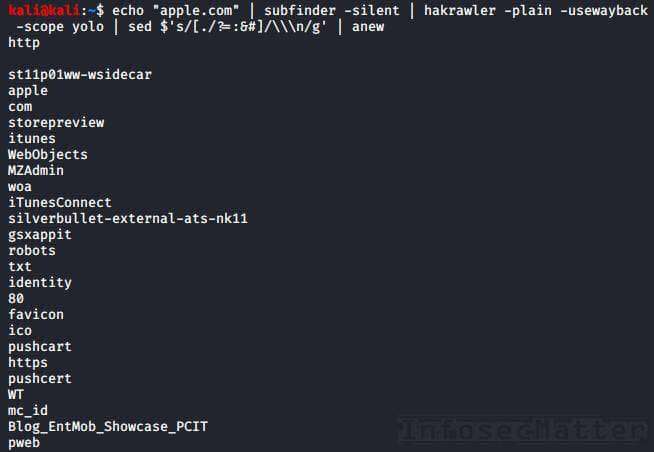 kali@kali:~$ echo "apple.com" | subfinder -silent | hakrawler -plain -usewayback
-scope yolo | sed $'s/[./?=:&#]/\\\n/g' | anew
http
st11p01ww-wsidecar
apple
com
storepreview
itunes
WebObjects
MZAdmin
woa
iTunesConnect
silverbullet-external-ats-nk11
gsxappit
robots
txt
identity
80
favicon
ico
pushcart
https
pushcert
WT
mc_id
Blog_EntMob_Showcase_PCIT
pweb
InfosecMatter